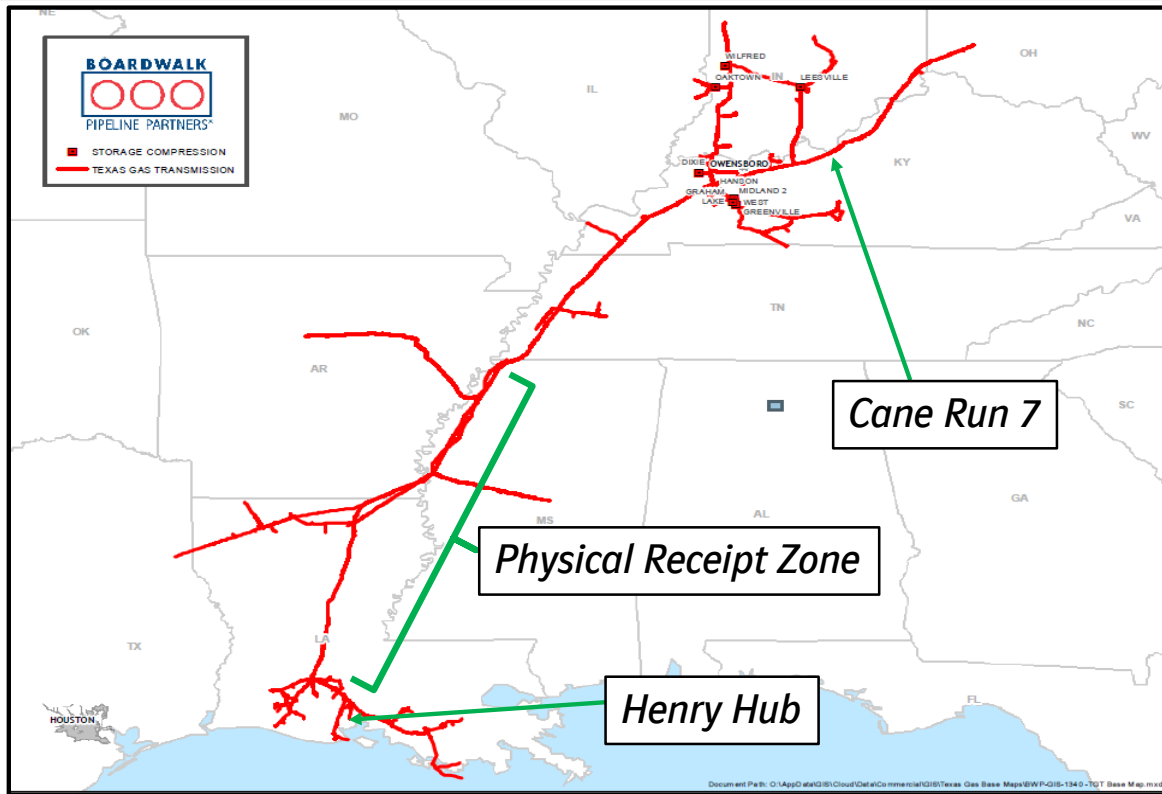 NE
BOARDWALK
PIPELINE PARTNERS
STORAGE COMPRESSION
TEXAS GAS TRANSMISSION
MO
IL
IN
OH
WV
KY
VA
WILFRED
OAKTOWN
LEESVILLE
DIXIE
OWENSBORO
HANSON
GRAHAM
LAKE
MIDLAND 2
WEST
GREENVILLE
TN
NC
OK
AR
SC
Cane Run 7
MS
AL
GA
Physical Receipt Zone
TX
LA
Henry Hub
FL
HOUSTON